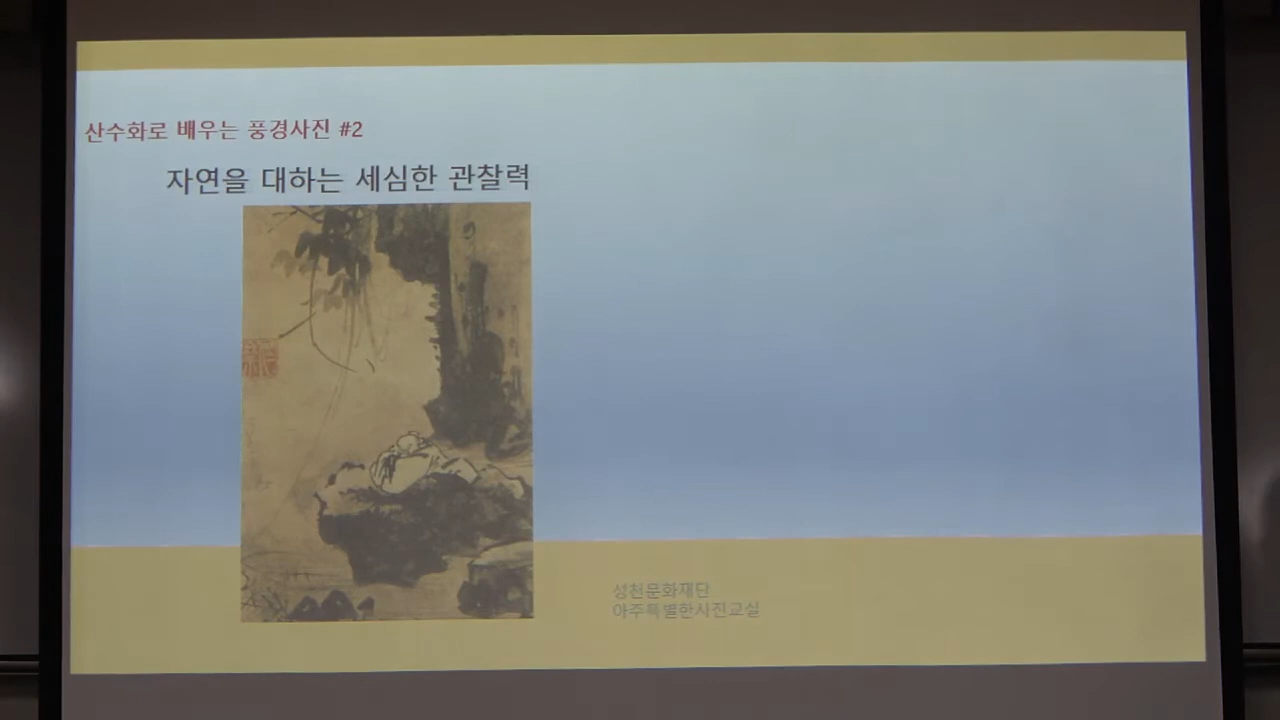 산수화로 배우는 풍경사진 #2
자연을 대하는 세심한 관찰력
성천문화재단
아주특별한사진교실